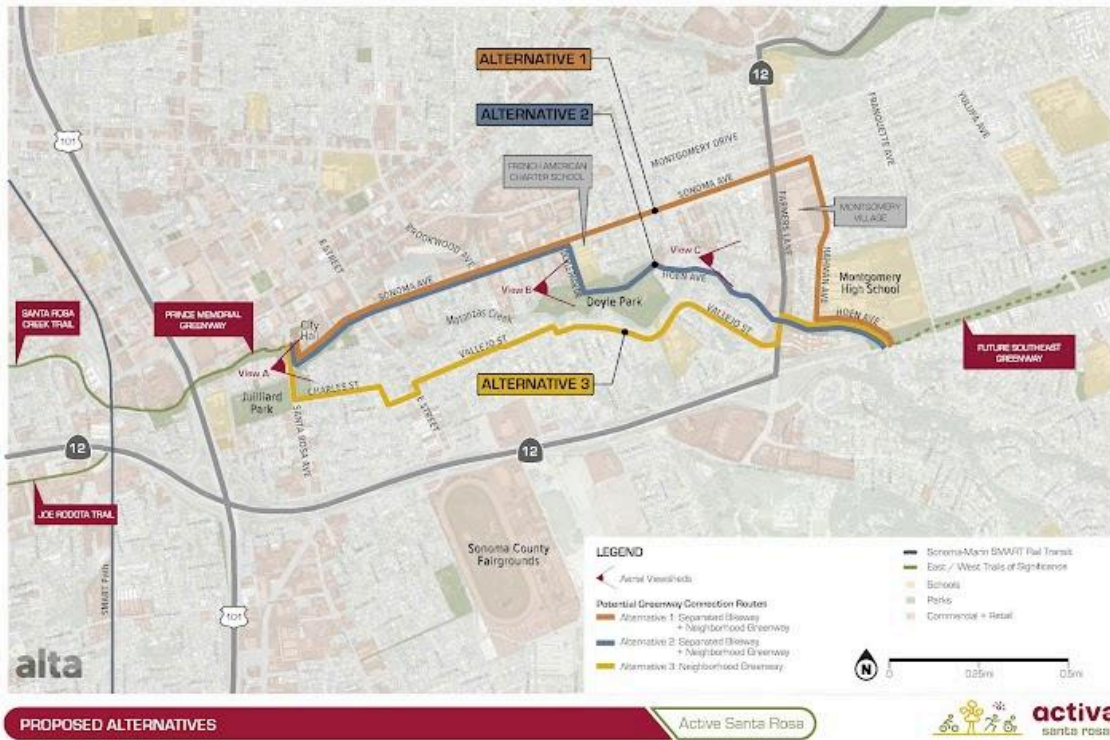 ALTERNATIVE 1
12
101
ALTERNATIVE 2
MONTGOMERY DRIVE
FRANQUETTE AVE
YULUPA AVE
FRENCH AMERICAN
CHARTER SCHOOL
SONOMA AVE
FARMERS LANE
MONTGOMERY
VILLAGE
BROOKWOOD AVE
E STREET
View C
HOEN AVE
SONOMA AVE
View B
Doyle Park
Montgomery
High School
SANTA ROSA
CREEK TRAIL
PRINCE MEMORIAL
GREENWAY
City
Hall
Matanzas Creek
VALLEJO ST
VALLEJO ST
HOEN AVE
FUTURE SOUTHEAST
GREENWAY
View A
CHARLES ST
ALTERNATIVE 3
Juilliard
Park
SANTA ROSA AVE
E STREET
12
12
JOE RODOTA TRAIL
Sonoma County
Fairgrounds
SMART Path
101
LEGEND
Aerial Viewsheds
Potential Greenway Connection Routes
Alternative 1: Separated Bikeway
+ Neighborhood Greenway
Alternative 2: Separated Bikeway
+ Neighborhood Greenway
Alternative 3: Neighborhood Greenway
Sonoma-Marin SMART Rail Transit
East / West Trails of Significance
Schools
Parks
Commercial + Retail
N
0
0.25mi
0.5mi
alta
PROPOSED ALTERNATIVES
Active Santa Rosa
activ
santa rosa